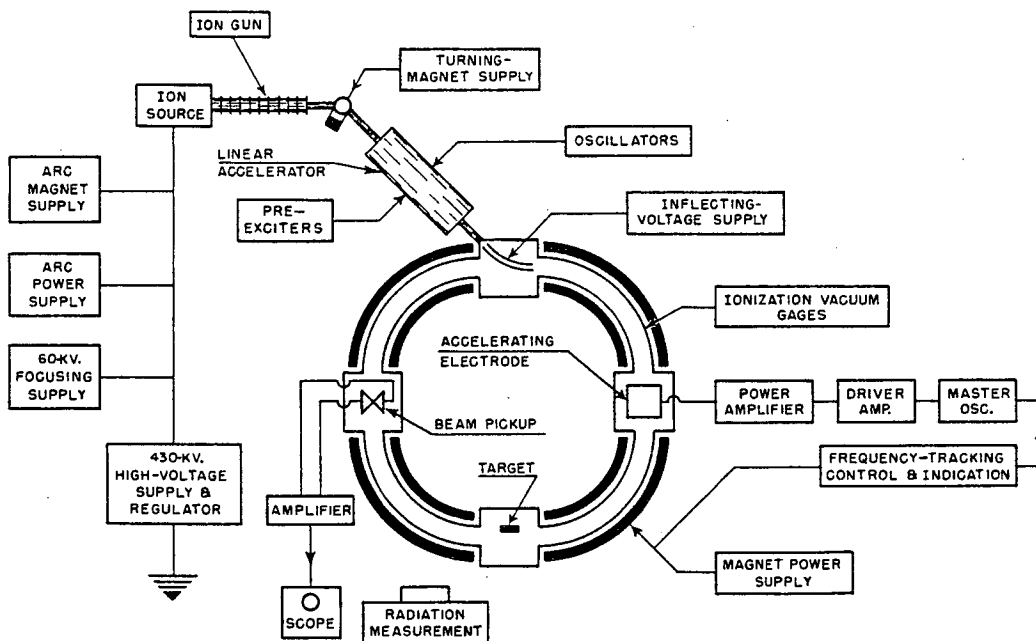 ION GUN
TURNING-
MAGNET SUPPLY
ION
SOURCE
OSCILLATORS
LINEAR
ACCELERATOR
ARC
MAGNET
SUPPLY
PRE-
EXCITERS
INFLECTING-
VOLTAGE SUPPLY
ARC
POWER
SUPPLY
IONIZATION VACUUM
GAGES
ACCELERATING
ELECTRODE
60-KV.
FOCUSING
SUPPLY
POWER
AMPLIFIER
DRIVER
AMP.
MASTER
OSC.
BEAM PICKUP
430-KV.
HIGH-VOLTAGE
SUPPLY &
REGULATOR
FREQUENCY-TRACKING
CONTROL & INDICATION
TARGET
AMPLIFIER
MAGNET POWER
SUPPLY
SCOPE
RADIATION
MEASUREMENT